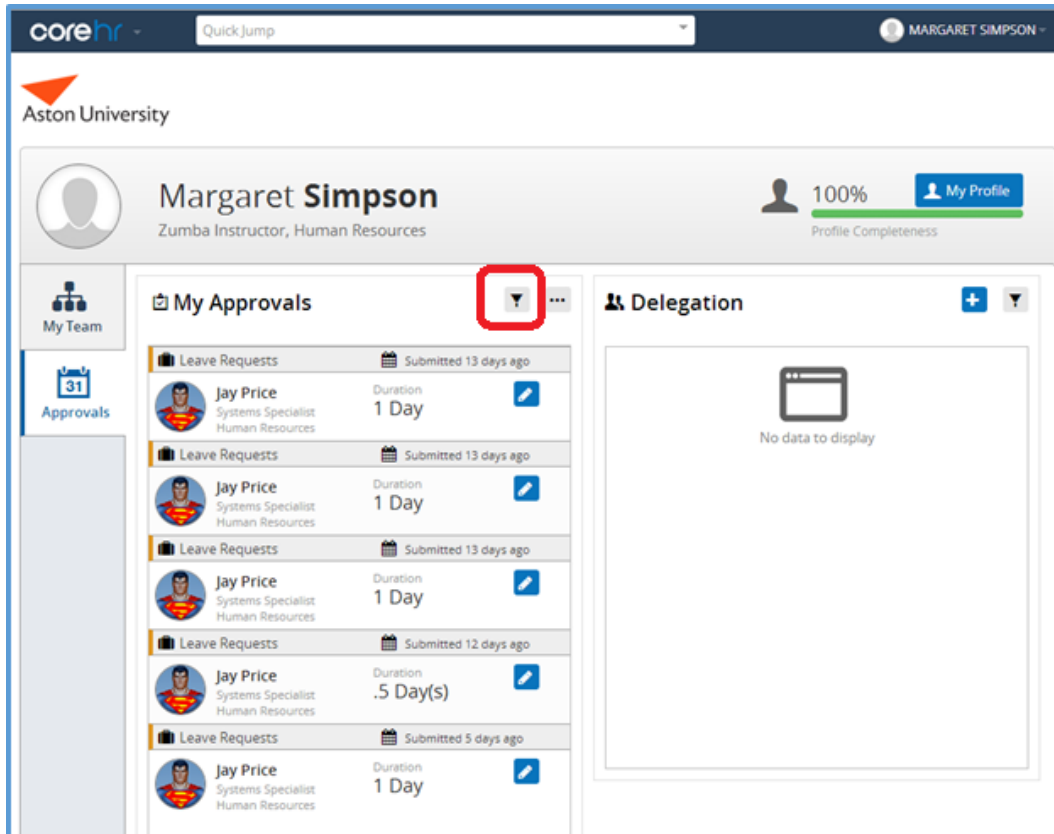 corehr
Quick Jump
MARGARET SIMPSON
Aston University
Margaret Simpson
Zumba Instructor, Human Resources
100%
My Profile
Profile Completeness
My Team
31
Approvals
My Approvals
Leave Requests Submitted 13 days ago
Jay Price
Systems Specialist
Human Resources
Duration
1 Day
Leave Requests Submitted 13 days ago
Jay Price
Systems Specialist
Human Resources
Duration
1 Day
Leave Requests Submitted 13 days ago
Jay Price
Systems Specialist
Human Resources
Duration
1 Day
Leave Requests Submitted 12 days ago
Jay Price
Systems Specialist
Human Resources
Duration
.5 Day(s)
Leave Requests Submitted 5 days ago
Jay Price
Systems Specialist
Human Resources
Duration
1 Day
Delegation
No data to display